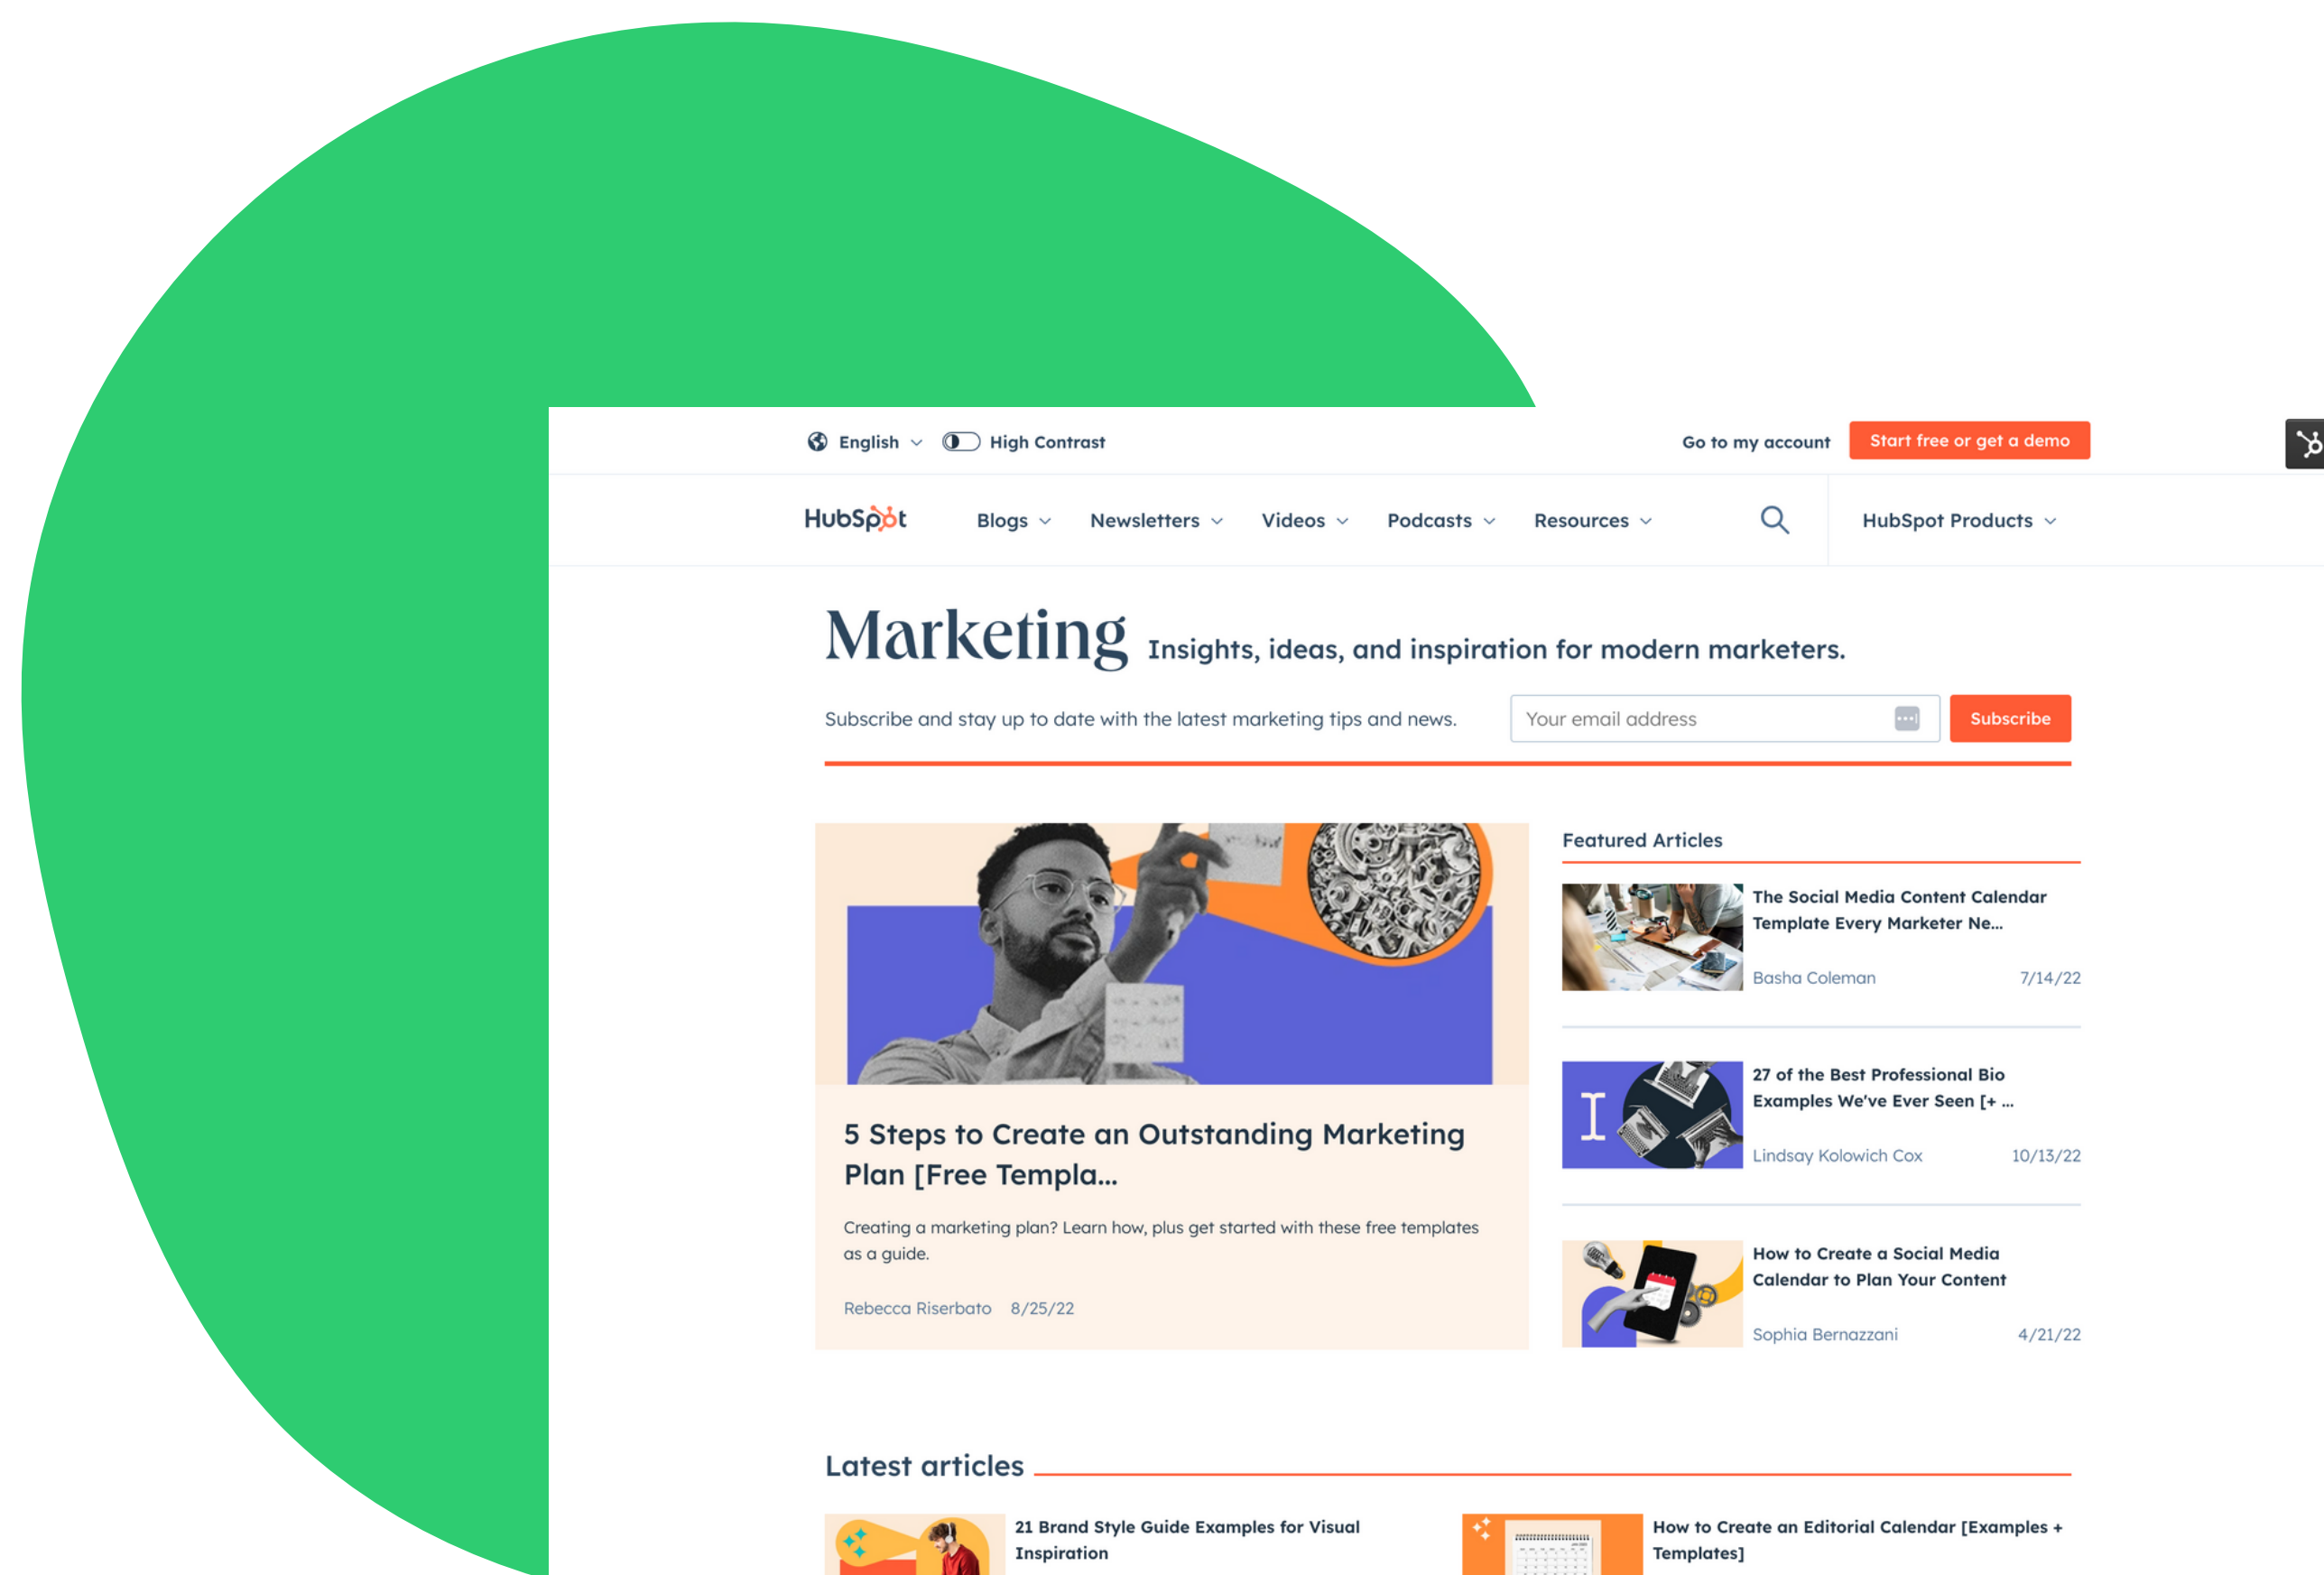 English
High Contrast
Go to my account
Start free or get a demo
HubSpot
Blogs
Newsletters
Videos
Podcasts
Resources
HubSpot Products
Marketing
Insights, ideas, and inspiration for modern marketers.
Subscribe and stay up to date with the latest marketing tips and news.
Your email address
Subscribe
5 Steps to Create an Outstanding Marketing
Plan [Free Templa...
Creating a marketing plan? Learn how, plus get started with these free templates
as a guide.
Rebecca Riserbato 8/25/22
Featured Articles
The Social Media Content Calendar
Template Every Marketer Ne...
Basha Coleman 7/14/22
27 of the Best Professional Bio
Examples We've Ever Seen [+ ...
Lindsay Kolowich Cox 10/13/22
How to Create a Social Media
Calendar to Plan Your Content
Sophia Bernazzani 4/21/22
Latest articles
21 Brand Style Guide Examples for Visual
Inspiration
How to Create an Editorial Calendar [Examples +
Templates]